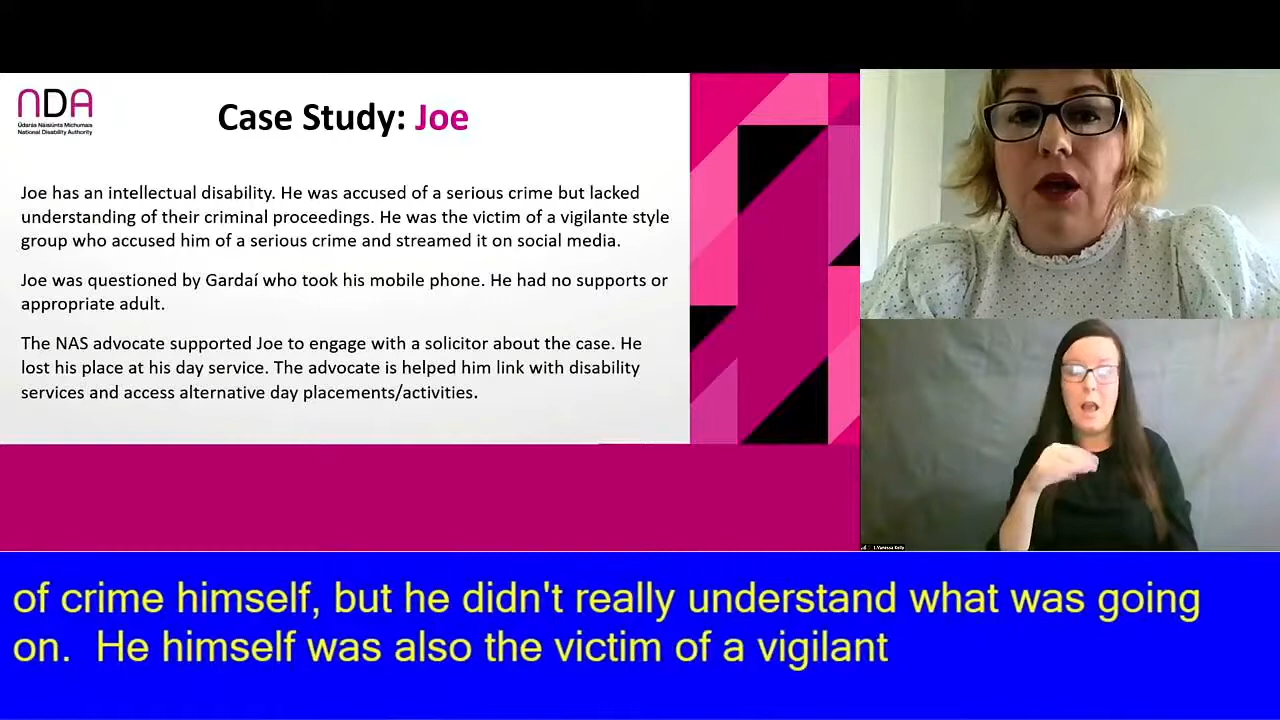 NDA
Údarás Náisiúnta Míchumais
National Disability Authority
Case Study: Joe
Joe has an intellectual disability. He was accused of a serious crime but lacked
understanding of their criminal proceedings. He was the victim of a vigilante style
group who accused him of a serious crime and streamed it on social media.
Joe was questioned by Gardaí who took his mobile phone. He had no supports or
appropriate adult.
The NAS advocate supported Joe to engage with a solicitor about the case. He
lost his place at his day service. The advocate is helped him link with disability
services and access alternative day placements/activities.
Vanessa Kelly
of crime himself, but he didn't really understand what was going
on.  He himself was also the victim of a vigilant